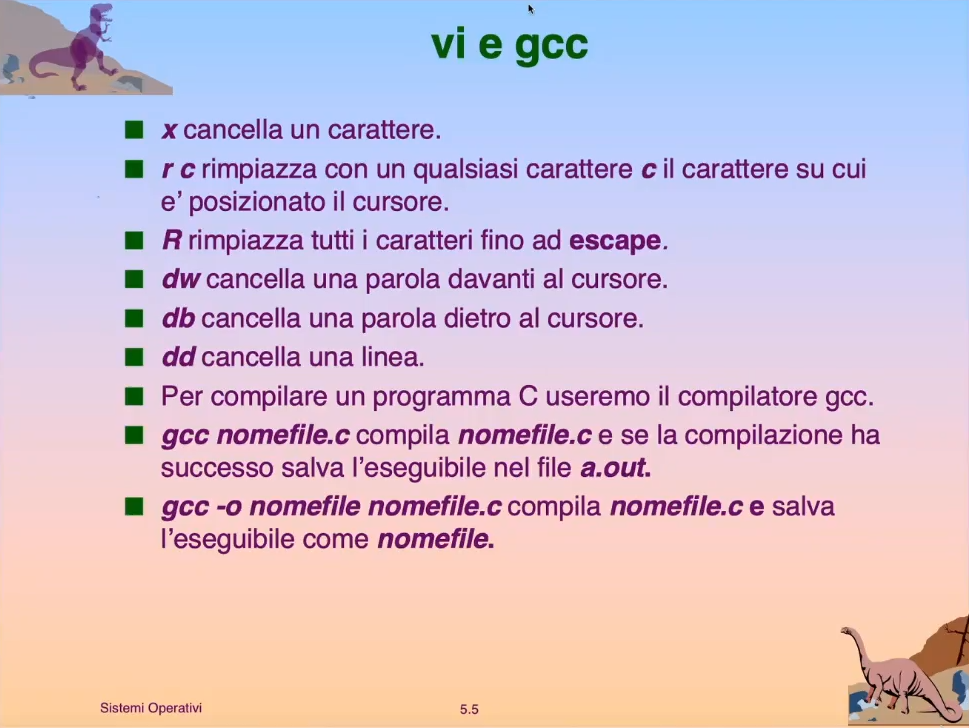 vi e gcc
x cancella un carattere.
r c rimpiazza con un qualsiasi carattere c il carattere su cui
e' posizionato il cursore.
R rimpiazza tutti i caratteri fino ad escape.
dw cancella una parola davanti al cursore.
db cancella una parola dietro al cursore.
dd cancella una linea.
Per compilare un programma C useremo il compilatore gcc.
gcc nomefile.c compila nomefile.c e se la compilazione ha
successo salva l'eseguibile nel file a.out.
gcc -o nomefile nomefile.c compila nomefile.c e salva
l'eseguibile come nomefile.
Sistemi Operativi
5.5